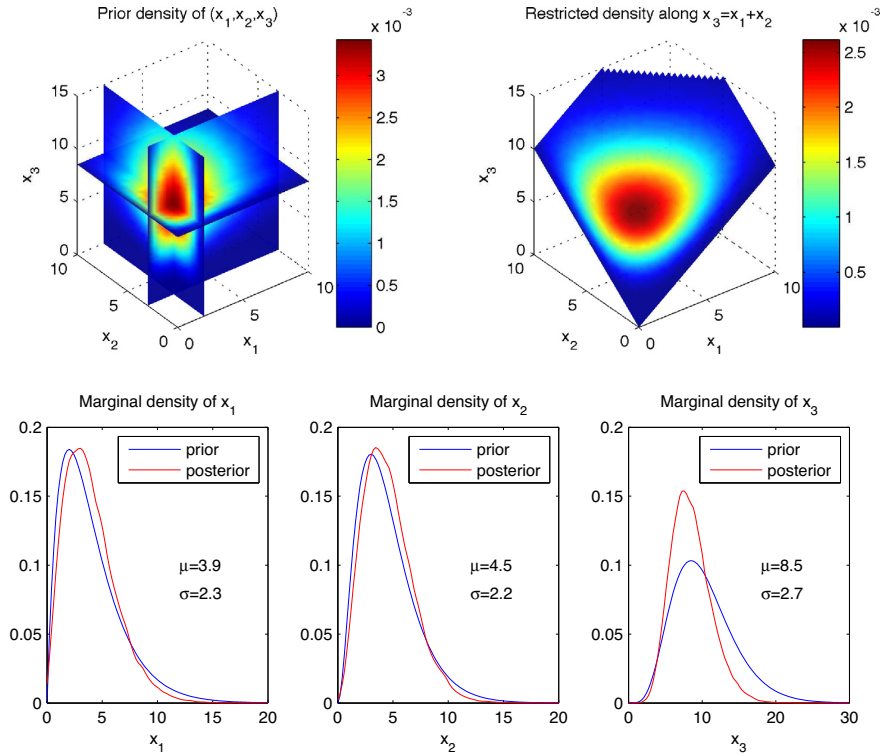 Prior density of (x₁,x₂,x₃)
x 10⁻³
15
10
5
0
x₃
10
5
0
x₂
0
5
10
x₁
3
2.5
2
1.5
1
0.5
0
Restricted density along x₃=x₁+x₂
x 10⁻³
15
10
5
0
x₃
10
5
0
x₂
0
5
10
x₁
2.5
2
1.5
1
0.5
Marginal density of x₁
0.2
0.15
0.1
0.05
0
prior
posterior
μ=3.9
σ=2.3
0 5 10 15 20
x₁
Marginal density of x₂
0.2
0.15
0.1
0.05
0
prior
posterior
μ=4.5
σ=2.2
0 5 10 15 20
x₂
Marginal density of x₃
0.2
0.15
0.1
0.05
0
prior
posterior
μ=8.5
σ=2.7
0 10 20 30
x₃